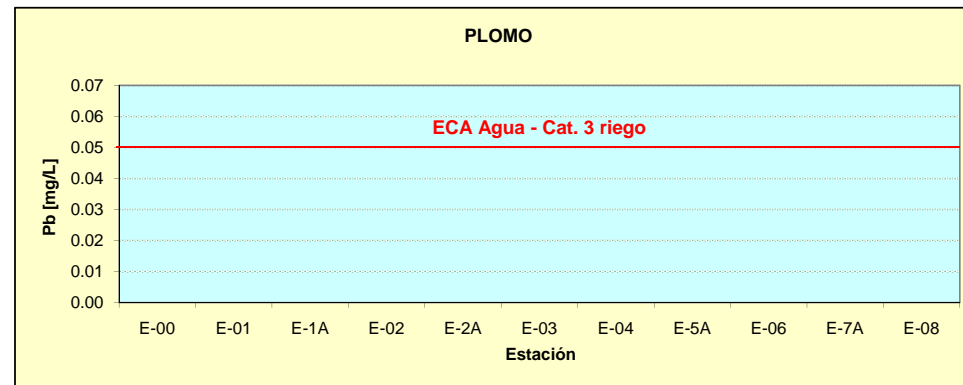 PLOMO
0.07
0.06
ECA Agua - Cat. 3 riego
0.05
0.04
0.03
0.02
0.01
0.00
Pb [mg/L]
E-00 E-01 E-1A E-02 E-2A E-03 E-04 E-5A E-06 E-7A E-08
Estación